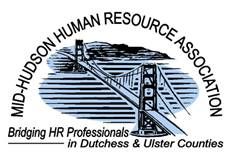 MID-HUDSON HUMAN RESOURCE ASSOCIATION
Bridging HR Professionals
in Dutchess & Ulster Counties